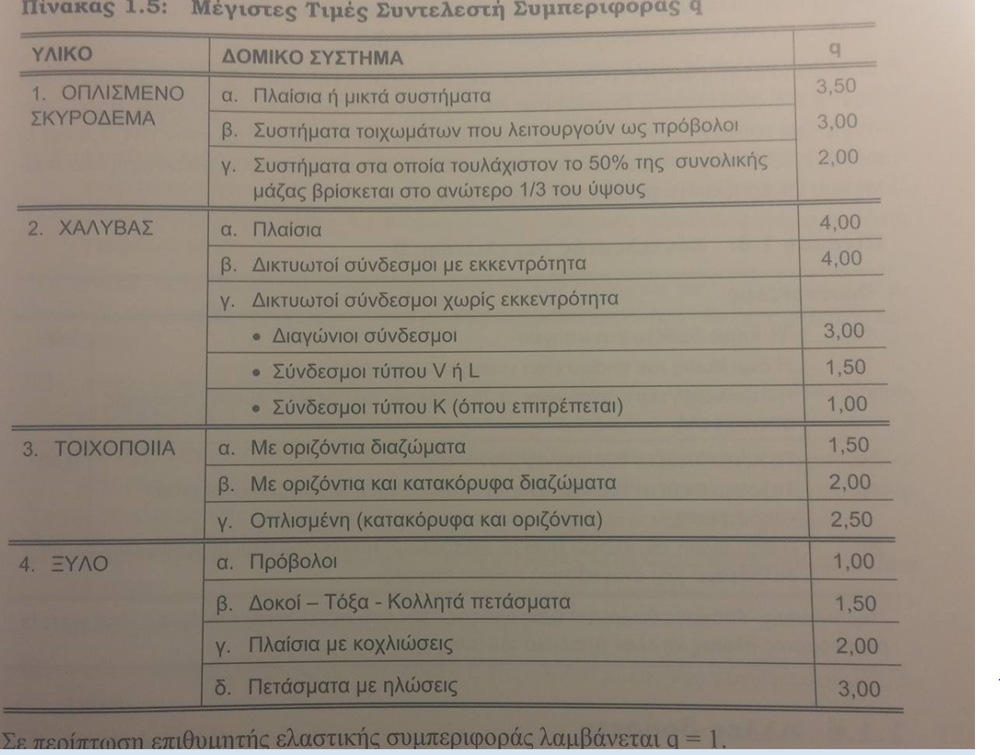 Πίνακας 1.5: Μέγιστες Τιμές Συντελεστή Συμπεριφοράς q
ΥΛΙΚΟ ΔΟΜΙΚΟ ΣΥΣΤΗΜΑ q
1. ΟΠΛΙΣΜΕΝΟ α. Πλαίσια ή μικτά συστήματα 3,50
ΣΚΥΡΟΔΕΜΑ β. Συστήματα τοιχωμάτων που λειτουργούν ως πρόβολοι 3,00
γ. Συστήματα στα οποία τουλάχιστον το 50% της συνολικής 2,00
μάζας βρίσκεται στο ανώτερο 1/3 του ύψους
2. ΧΑΛΥΒΑΣ α. Πλαίσια 4,00
β. Δικτυωτοί σύνδεσμοι με εκκεντρότητα 4,00
γ. Δικτυωτοί σύνδεσμοι χωρίς εκκεντρότητα
• Διαγώνιοι σύνδεσμοι 3,00
• Σύνδεσμοι τύπου V ή L 1,50
• Σύνδεσμοι τύπου Κ (όπου επιτρέπεται) 1,00
3. ΤΟΙΧΟΠΟΙΙΑ α. Με οριζόντια διαζώματα 1,50
β. Με οριζόντια και κατακόρυφα διαζώματα 2,00
γ. Οπλισμένη (κατακόρυφα και οριζόντια) 2,50
4. ΞΥΛΟ α. Πρόβολοι 1,00
β. Δοκοί – Τόξα - Κολλητά πετάσματα 1,50
γ. Πλαίσια με κοχλιώσεις 2,00
δ. Πετάσματα με ηλώσεις 3,00
Σε περίπτωση επιθυμητής ελαστικής συμπεριφοράς λαμβάνεται q = 1.